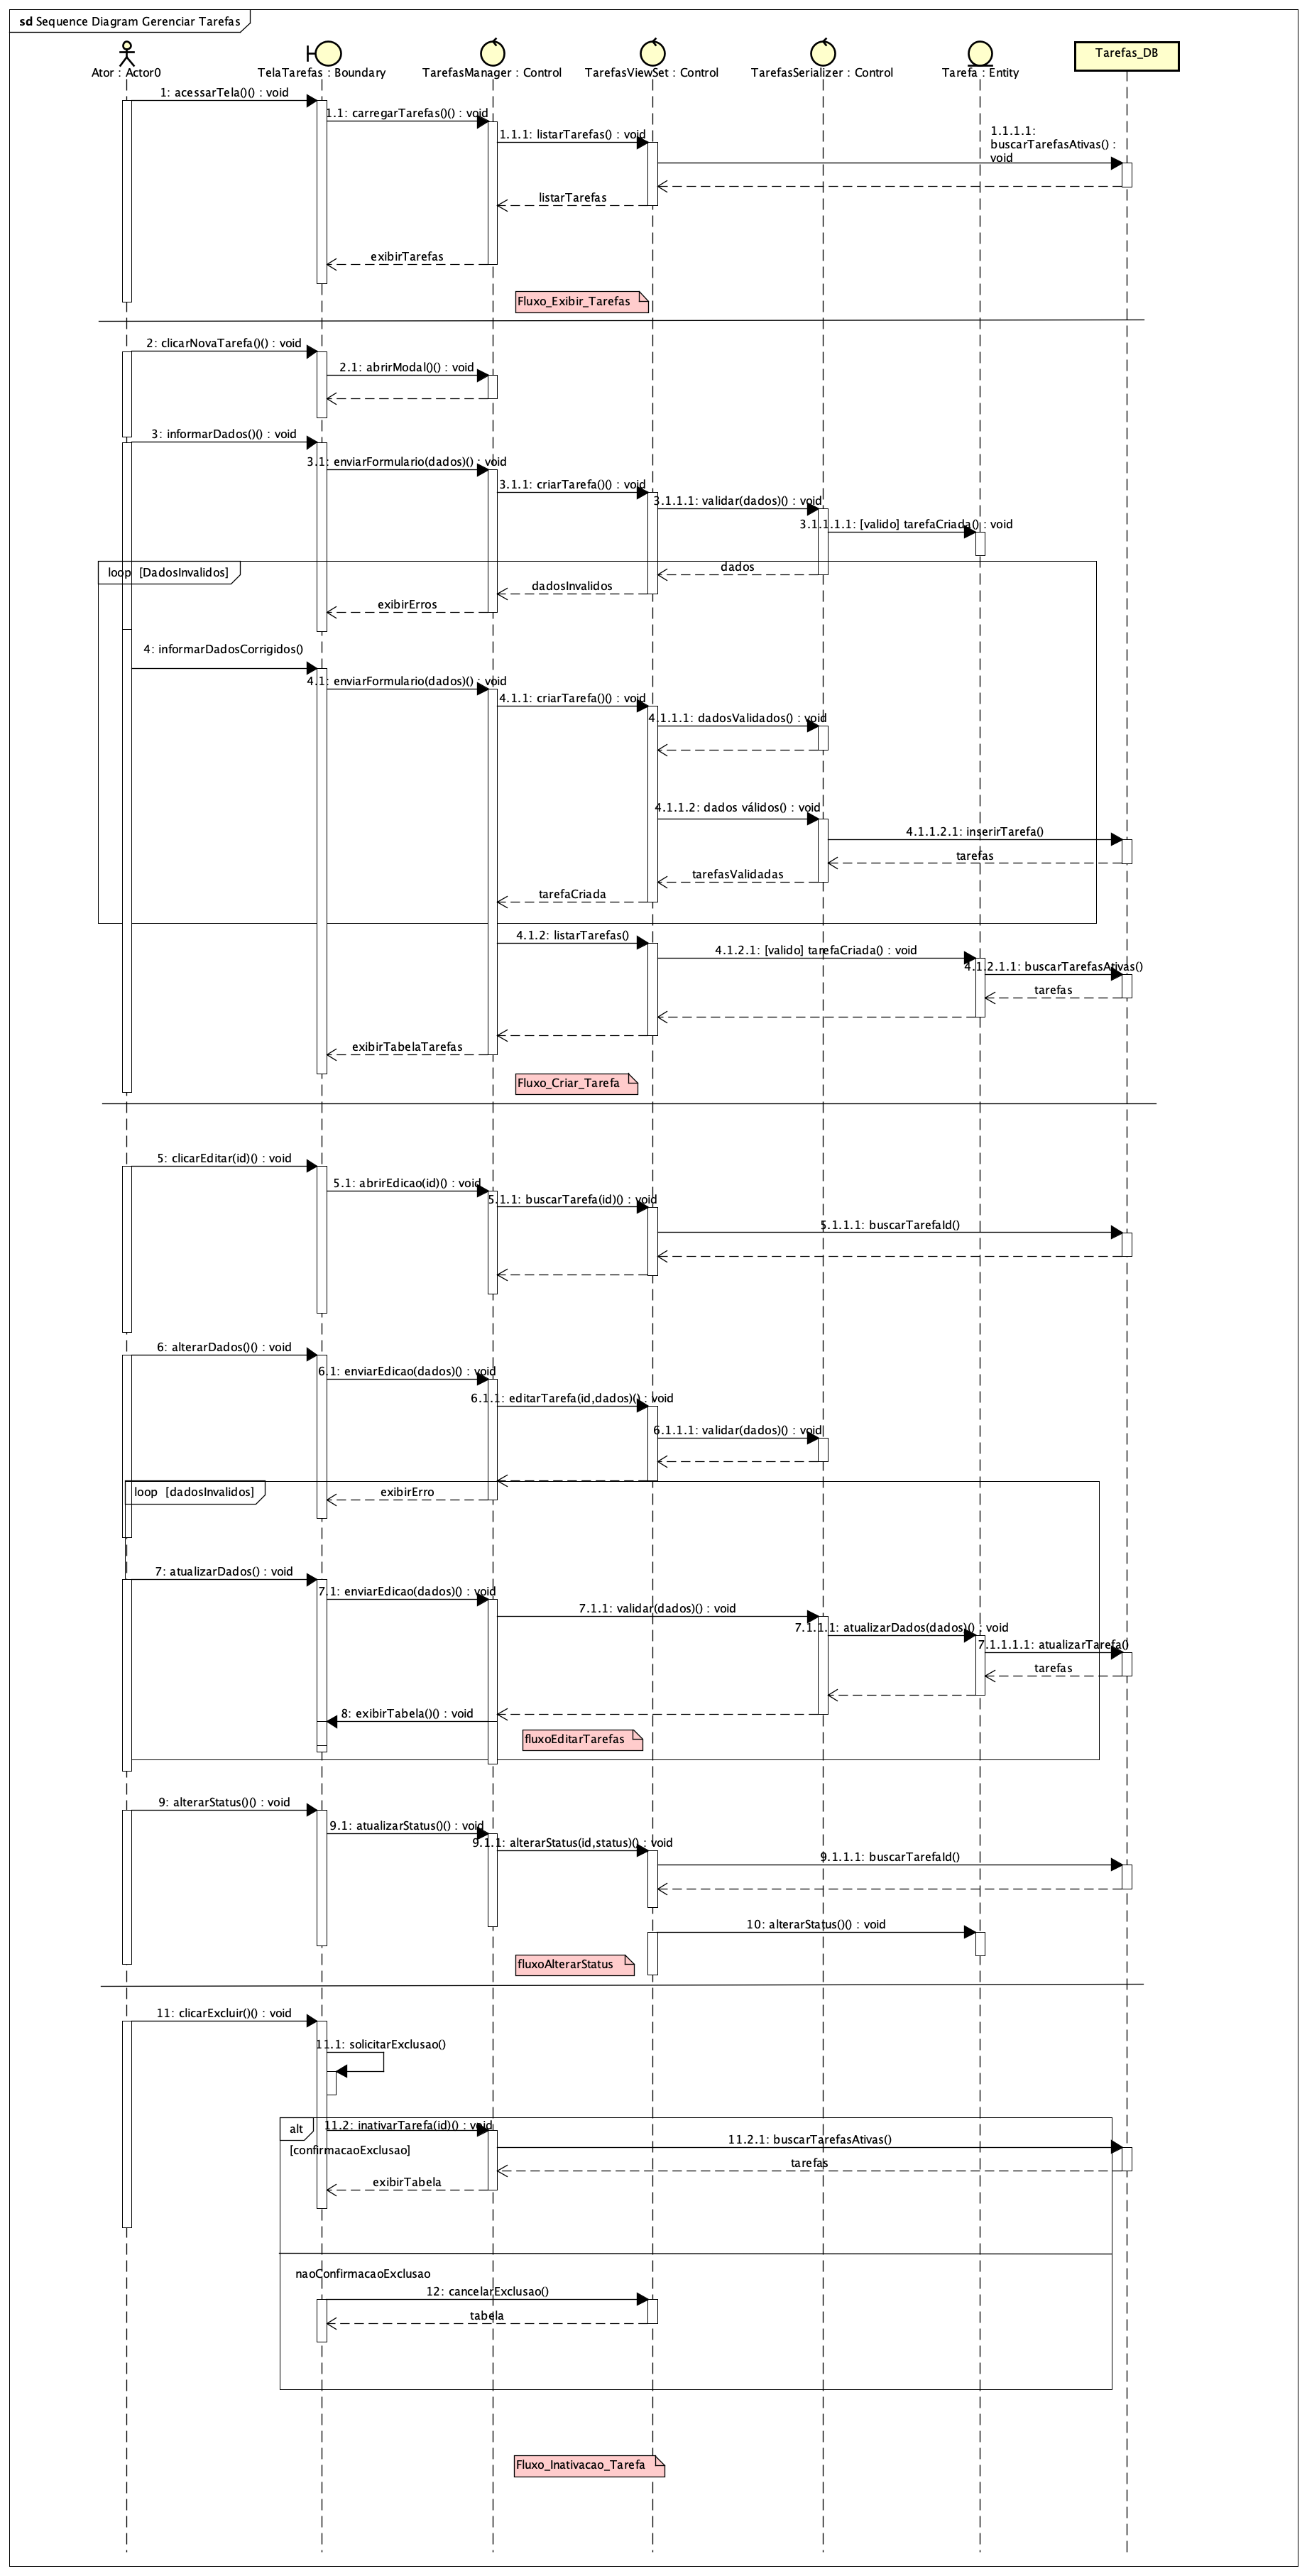 sd Sequence Diagram Gerenciar Tarefas
Ator : Actor0
TelaTarefas : Boundary
TarefasManager : Control
TarefasViewSet : Control
TarefasSerializer : Control
Tarefa : Entity
Tarefas_DB
1: acessarTela()() : void
1.1: carregarTarefas()() : void
1.1.1: listarTarefas() : void
1.1.1.1:
buscarTarefasAtivas() :
void
listarTarefas
exibirTarefas
Fluxo_Exibir_Tarefas
2: clicarNovaTarefa()() : void
2.1: abrirModal()() : void
3: informarDados()() : void
3.1: enviarFormulario(dados)() : void
3.1.1: criarTarefa()() : void
3.1.1.1: validar(dados)() : void
3.1.1.1.1: [valido] tarefaCriada() : void
loop [DadosInvalidos]
dados
dadosInvalidos
exibirErros
4: informarDadosCorrigidos()
4.1: enviarFormulario(dados)() : void
4.1.1: criarTarefa()() : void
4.1.1.1: dadosValidados() : void
4.1.1.2: dados válidos() : void
4.1.1.2.1: inserirTarefa()
tarefas
tarefasValidadas
tarefaCriada
4.1.2: listarTarefas()
4.1.2.1: [valido] tarefaCriada() : void
4.1.2.1.1: buscarTarefasAtivas()
tarefas
exibirTabelaTarefas
Fluxo_Criar_Tarefa
5: clicarEditar(id)() : void
5.1: abrirEdicao(id)() : void
5.1.1: buscarTarefa(id)() : void
5.1.1.1: buscarTarefaId()
6: alterarDados()() : void
6.1: enviarEdicao(dados)() : void
6.1.1: editarTarefa(id,dados)() : void
6.1.1.1: validar(dados)() : void
loop [dadosInvalidos]
exibirErro
7: atualizarDados() : void
7.1: enviarEdicao(dados)() : void
7.1.1: validar(dados)() : void
7.1.1.1: atualizarDados(dados)() : void
7.1.1.1.1: atualizarTarefa()
tarefas
8: exibirTabela()() : void
fluxoEditarTarefas
9: alterarStatus()() : void
9.1: atualizarStatus()() : void
9.1.1: alterarStatus(id,status)() : void
9.1.1.1: buscarTarefaId()
10: alterarStatus()() : void
fluxoAlterarStatus
11: clicarExcluir()() : void
11.1: solicitarExclusao()
alt
11.2: inativarTarefa(id)() : void
[confirmacaoExclusao]
11.2.1: buscarTarefasAtivas()
tarefas
exibirTabela
naoConfirmacaoExclusao
12: cancelarExclusao()
tabela
Fluxo_Inativacao_Tarefa